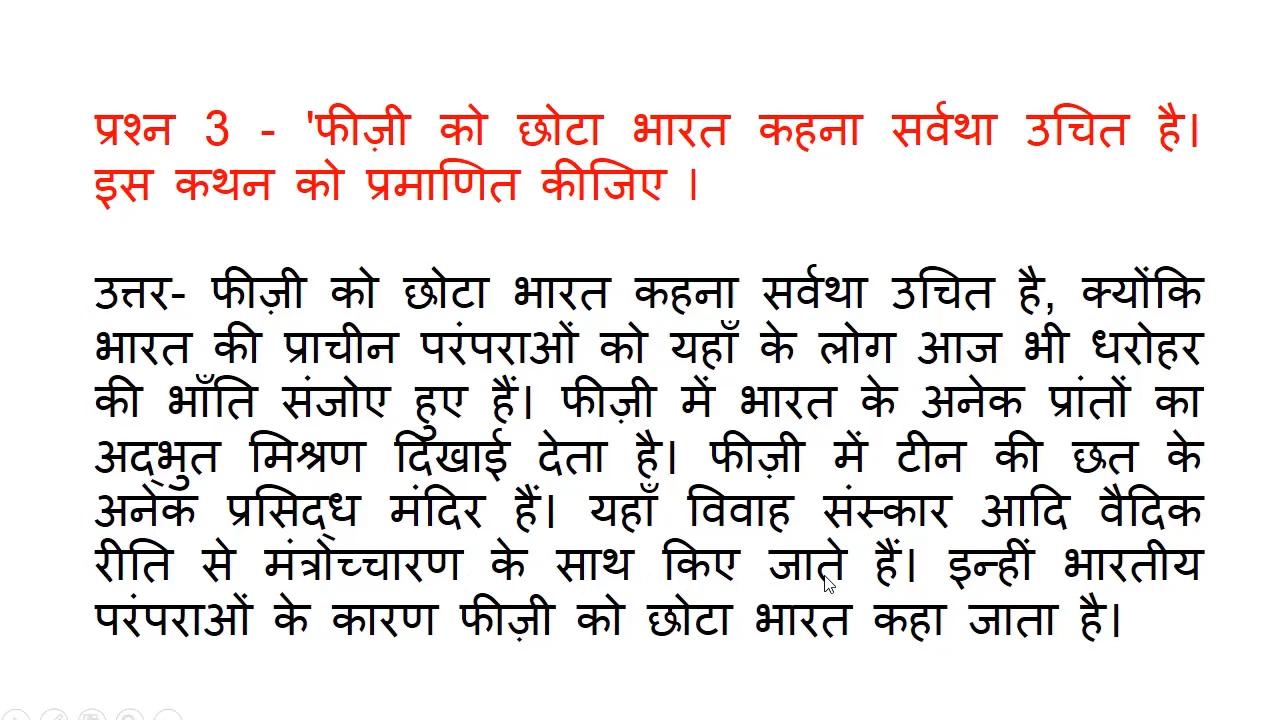 प्रश्न 3 - 'फीज़ी को छोटा भारत कहना सर्वथा उचित है।
इस कथन को प्रमाणित कीजिए ।
उत्तर- फीज़ी को छोटा भारत कहना सर्वथा उचित है, क्योंकि
भारत की प्राचीन परंपराओं को यहाँ के लोग आज भी धरोहर
की भाँति संजोए हुए हैं। फीज़ी में भारत के अनेक प्रांतों का
अद्भुत मिश्रण दिखाई देता है। फीज़ी में टीन की छत के
अनेक प्रसिद्ध मंदिर हैं। यहाँ विवाह संस्कार आदि वैदिक
रीति से मंत्रोच्चारण के साथ किए जाते हैं। इन्हीं भारतीय
परंपराओं के कारण फीज़ी को छोटा भारत कहा जाता है।